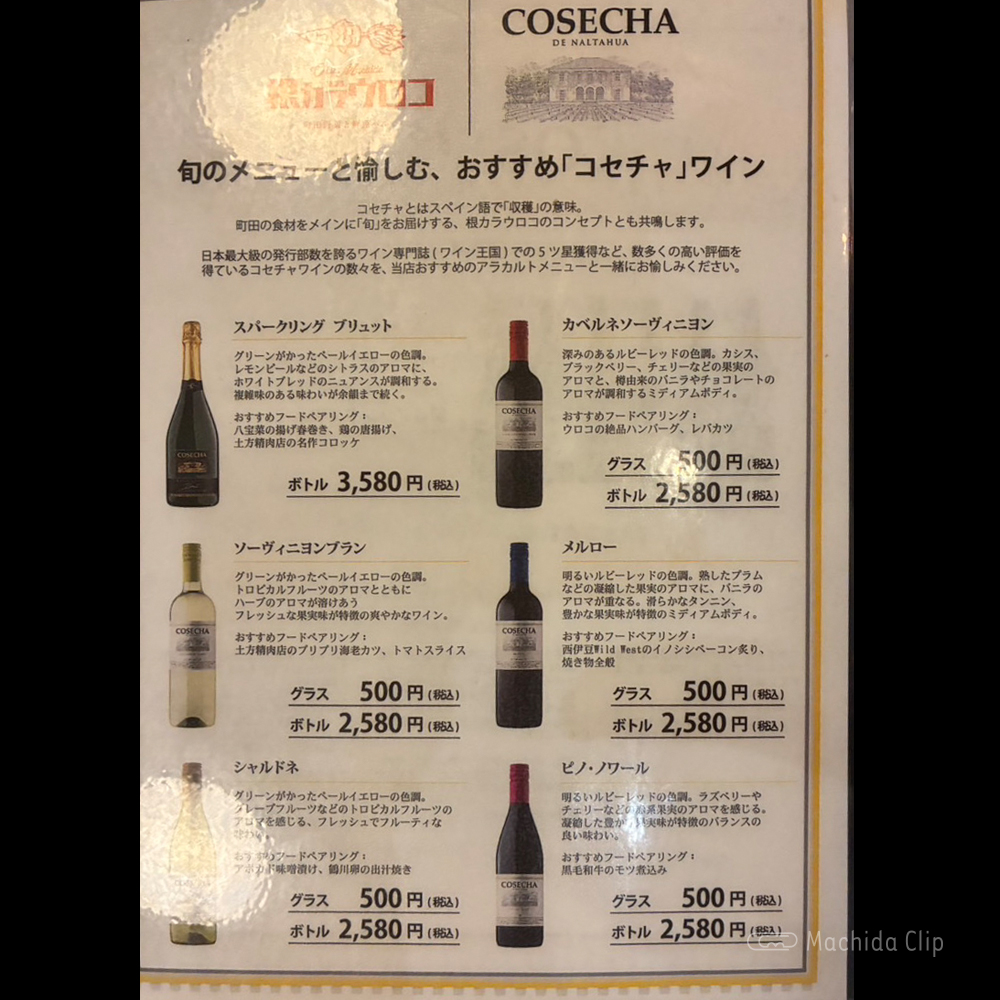 COSECHA
DE NALTAHUA
旬のメニューと愉しむ、おすすめ「コセチャ」ワイン
コセチャとはスペイン語で「収穫」の意味。
町田の食材をメインに「旬」をお届けする、根カラウロコのコンセプトとも共鳴します。
日本最大級の発行部数を誇るワイン専門誌(ワイン王国)での5ツ星獲得など、数多くの高い評価を
得ているコセチャワインの数々を、当店おすすめのアラカルトメニューと一緒にお愉しみください。
スパークリング ブリュット
グリーンがかったペールイエローの色調。
レモンピールなどのシトラスのアロマに、
ホワイトブレッドのニュアンスが調和する。
複雑味のある味わいが余韻まで続く。
おすすめフードペアリング：
八宝菜の揚げ春巻き、鶏の唐揚げ、
土方精肉店の名作コロッケ
ボトル 3,580円(税込)
COSECHA
カベルネソーヴィニヨン
深みのあるルビーレッドの色調。カシス、
ブラックベリー、チェリーなどの果実の
アロマと、樽由来のバニラやチョコレートの
アロマが調和するミディアムボディ。
おすすめフードペアリング：
ウロコの絶品ハンバーグ、レバカツ
グラス 500円(税込)
ボトル 2,580円(税込)
COSECHA
ソーヴィニヨンブラン
グリーンがかったペールイエローの色調。
トロピカルフルーツのアロマとともに
ハーブのアロマが溶けあう
フレッシュな果実味が特徴の爽やかなワイン。
おすすめフードペアリング：
土方精肉店のプリプリ海老カツ、トマトスライス
グラス 500円(税込)
ボトル 2,580円(税込)
COSECHA
メルロー
明るいルビーレッドの色調。熟したプラム
などの凝縮した果実のアロマに、バニラの
アロマが重なる。滑らかなタンニン、
豊かな果実味が特徴のミディアムボディ。
おすすめフードペアリング：
西伊豆Wild Westのイノシシベーコン炙り、
焼き物全般
グラス 500円(税込)
ボトル 2,580円(税込)
COSECHA
シャルドネ
グリーンがかったペールイエローの色調。
グレープフルーツなどのトロピカルフルーツの
アロマを感じる、フレッシュでフルーティな
味わい。
おすすめフードペアリング：
アボカド味噌漬け、鶴川卵の出汁焼き
グラス 500円(税込)
ボトル 2,580円(税込)
ピノ・ノワール
明るいルビーレッドの色調。ラズベリーや
チェリーなどの赤系果実のアロマを感じる。
凝縮した豊かな果実味が特徴のバランスの
良い味わい。
おすすめフードペアリング：
黒毛和牛のモツ煮込み
グラス 500円(税込)
ボトル 2,580円(税込)
COSECHA
Machida Clip